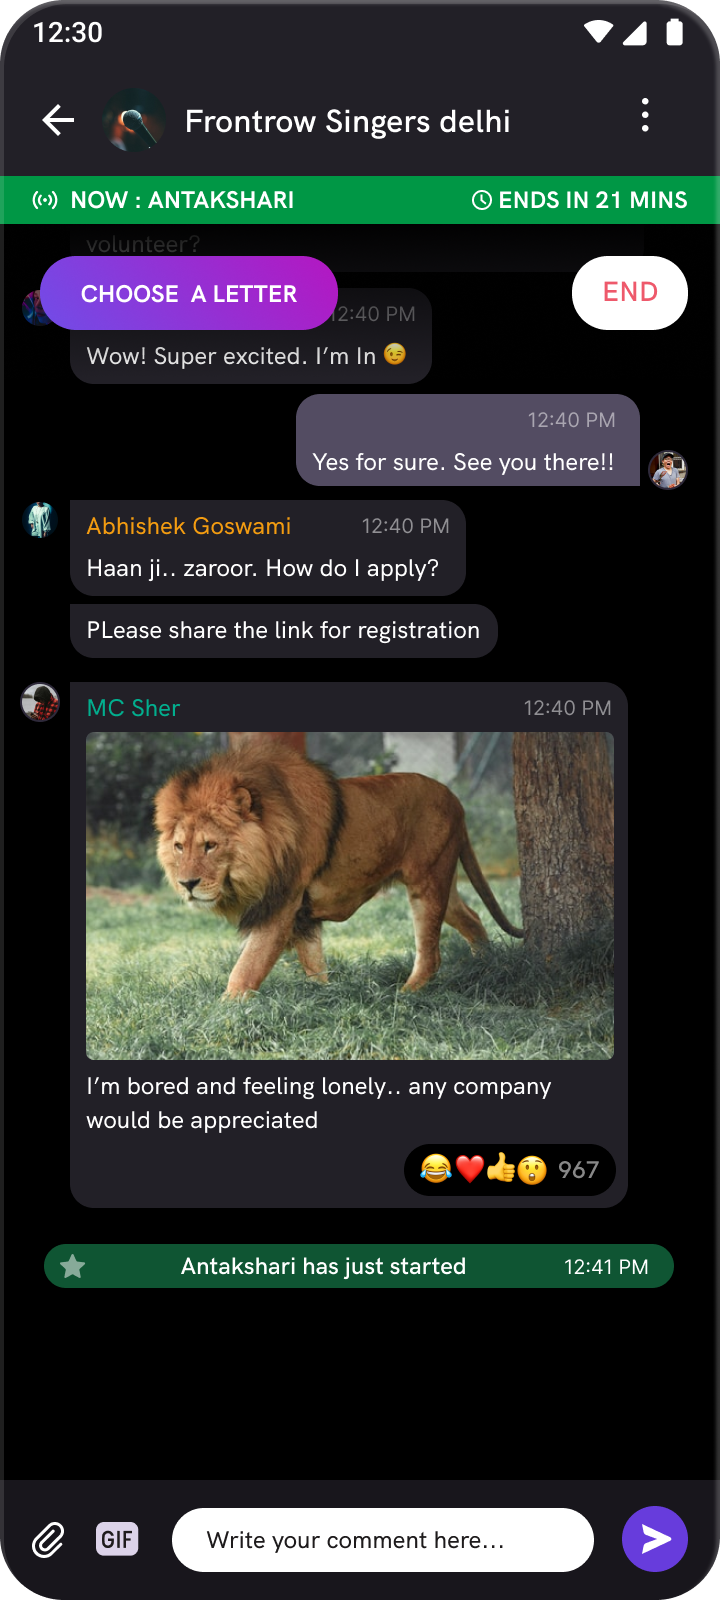 12:30
Frontrow Singers delhi
NOW : ANTAKSHARI
ENDS IN 21 MINS
volunteer?
CHOOSE A LETTER
END
12:40 PM
Wow! Super excited. I’m In 😉
12:40 PM
Yes for sure. See you there!!
Abhishek Goswami 12:40 PM
Haan ji.. zaroor. How do I apply?
PLease share the link for registration
MC Sher 12:40 PM
I’m bored and feeling lonely.. any company
would be appreciated
😂❤️👍😲 967
Antakshari has just started 12:41 PM
GIF
Write your comment here...